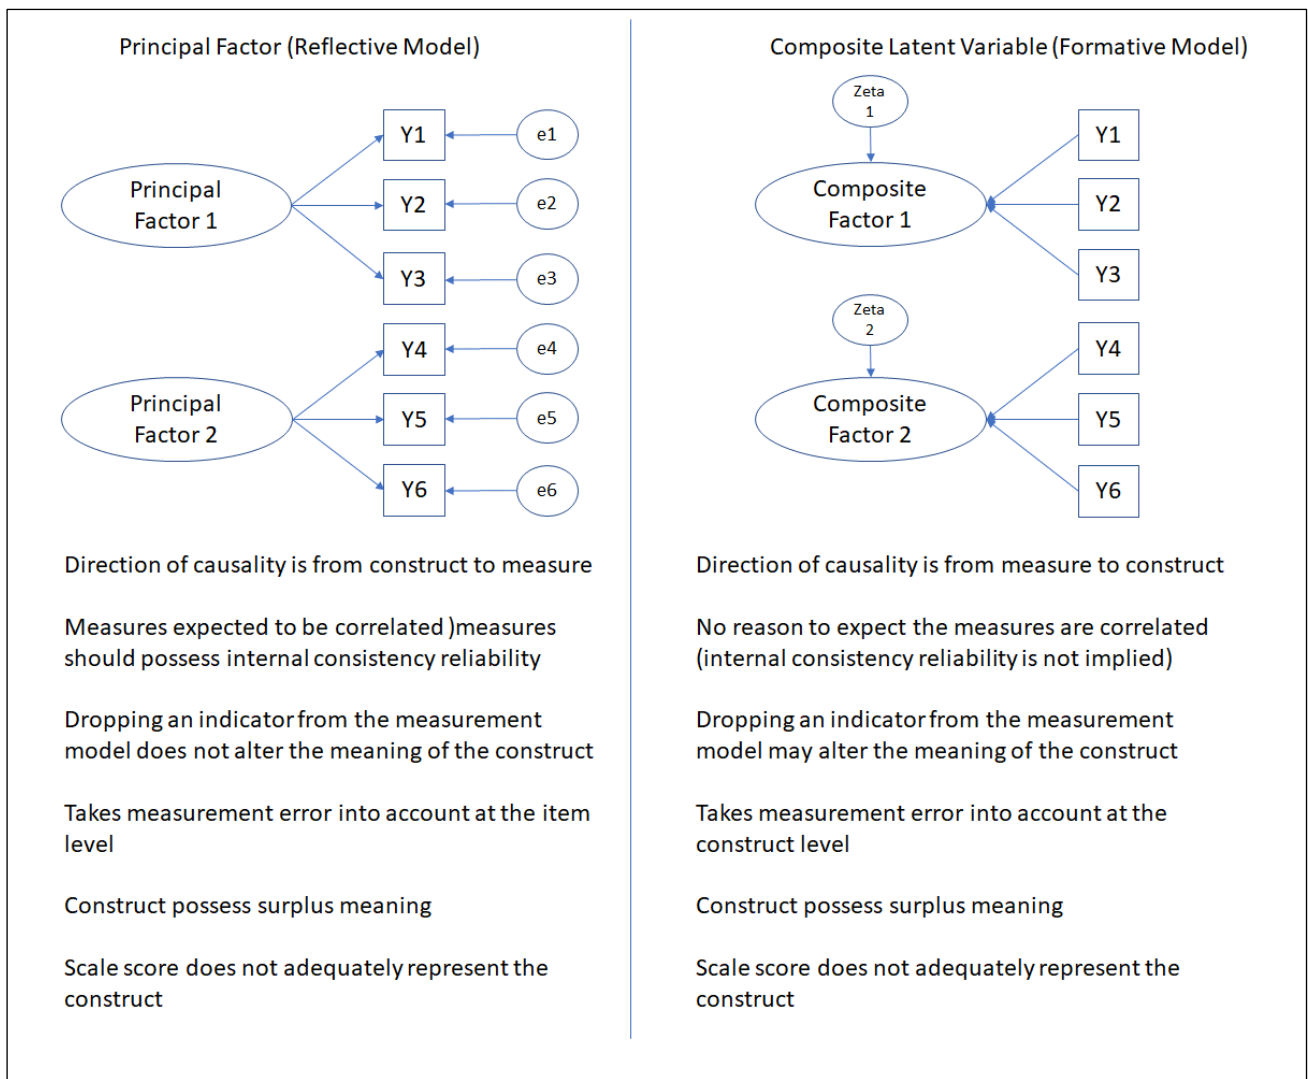 Principal Factor (Reflective Model)
Y1
e1
Principal
Factor 1
Y2
e2
Y3
e3
Y4
e4
Principal
Factor 2
Y5
e5
Y6
e6
Direction of causality is from construct to measure
Measures expected to be correlated )measures
should possess internal consistency reliability
Dropping an indicator from the measurement
model does not alter the meaning of the construct
Takes measurement error into account at the item
level
Construct possess surplus meaning
Scale score does not adequately represent the
construct
Composite Latent Variable (Formative Model)
Zeta
1
Y1
Composite
Factor 1
Y2
Y3
Zeta
2
Y4
Composite
Factor 2
Y5
Y6
Direction of causality is from measure to construct
No reason to expect the measures are correlated
(internal consistency reliability is not implied)
Dropping an indicator from the measurement
model may alter the meaning of the construct
Takes measurement error into account at the
construct level
Construct possess surplus meaning
Scale score does not adequately represent the
construct